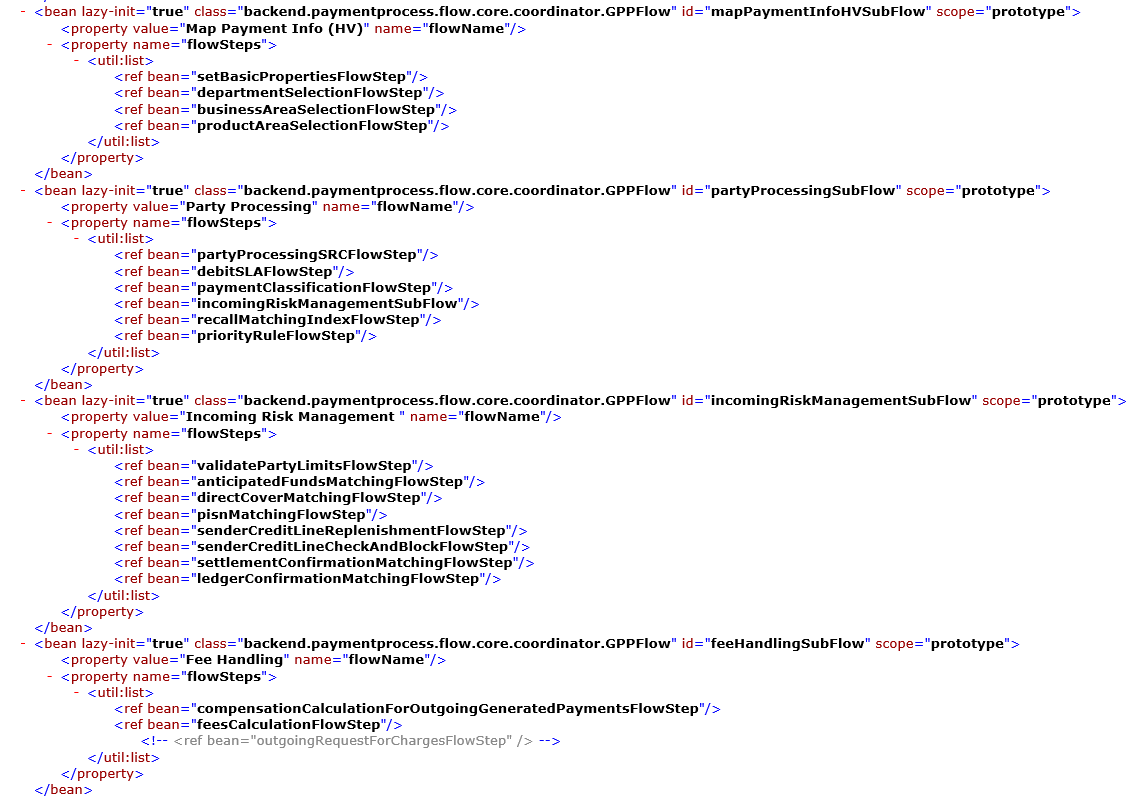 - <bean lazy-init="true" class="backend.paymentprocess.flow.core.coordinator.GPPFlow" id="mapPaymentInfoHVSubFlow" scope="prototype">
<property value="Map Payment Info (HV)" name="flowName"/>
- <property name="flowSteps">
- <util:list>
<ref bean="setBasicPropertiesFlowStep"/>
<ref bean="departmentSelectionFlowStep"/>
<ref bean="businessAreaSelectionFlowStep"/>
<ref bean="productAreaSelectionFlowStep"/>
</util:list>
</property>
</bean>
- <bean lazy-init="true" class="backend.paymentprocess.flow.core.coordinator.GPPFlow" id="partyProcessingSubFlow" scope="prototype">
<property value="Party Processing" name="flowName"/>
- <property name="flowSteps">
- <util:list>
<ref bean="partyProcessingSRCFlowStep"/>
<ref bean="debitSLAFlowStep"/>
<ref bean="paymentClassificationFlowStep"/>
<ref bean="incomingRiskManagementSubFlow"/>
<ref bean="recallMatchingIndexFlowStep"/>
<ref bean="priorityRuleFlowStep"/>
</util:list>
</property>
</bean>
- <bean lazy-init="true" class="backend.paymentprocess.flow.core.coordinator.GPPFlow" id="incomingRiskManagementSubFlow" scope="prototype">
<property value="Incoming Risk Management " name="flowName"/>
- <property name="flowSteps">
- <util:list>
<ref bean="validatePartyLimitsFlowStep"/>
<ref bean="anticipatedFundsMatchingFlowStep"/>
<ref bean="directCoverMatchingFlowStep"/>
<ref bean="pisnMatchingFlowStep"/>
<ref bean="senderCreditLineReplenishmentFlowStep"/>
<ref bean="senderCreditLineCheckAndBlockFlowStep"/>
<ref bean="settlementConfirmationMatchingFlowStep"/>
<ref bean="ledgerConfirmationMatchingFlowStep"/>
</util:list>
</property>
</bean>
- <bean lazy-init="true" class="backend.paymentprocess.flow.core.coordinator.GPPFlow" id="feeHandlingSubFlow" scope="prototype">
<property value="Fee Handling" name="flowName"/>
- <property name="flowSteps">
- <util:list>
<ref bean="compensationCalculationForOutgoingGeneratedPaymentsFlowStep"/>
<ref bean="feesCalculationFlowStep"/>
<!-- <ref bean="outgoingRequestForChargesFlowStep" /> -->
</util:list>
</property>
</bean>